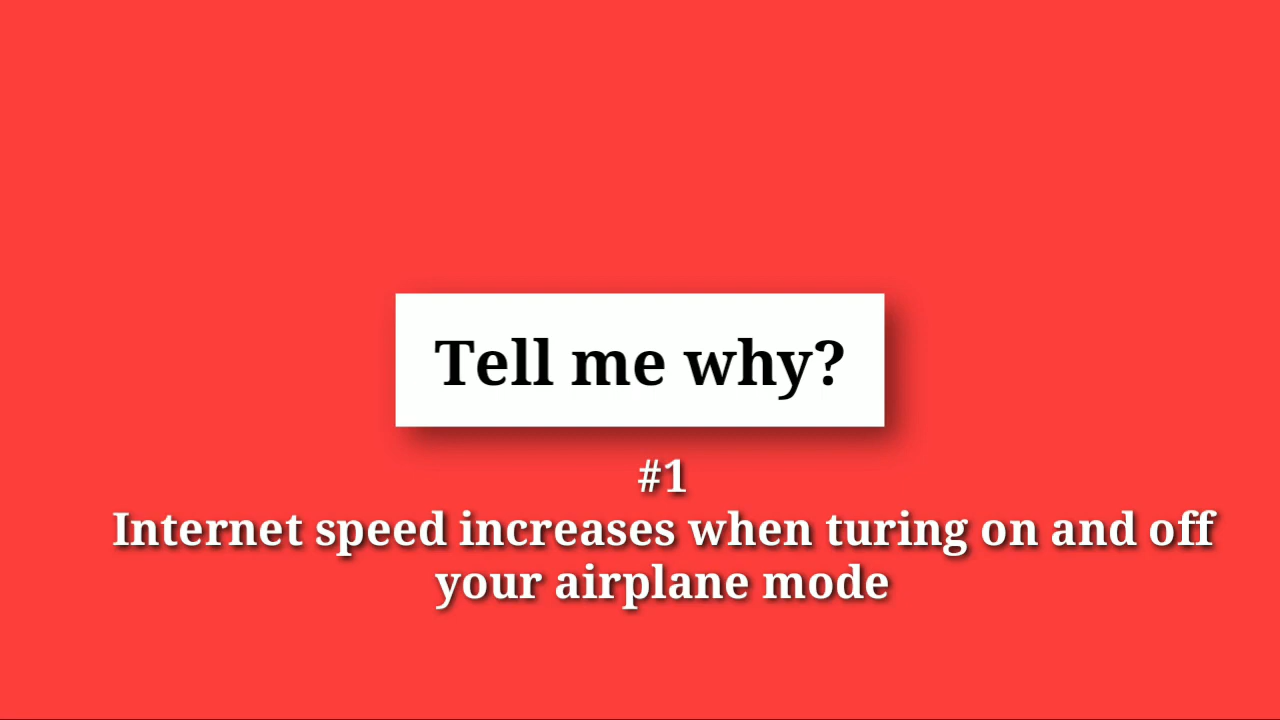 Tell me why?
#1
Internet speed increases when turing on and off
your airplane mode